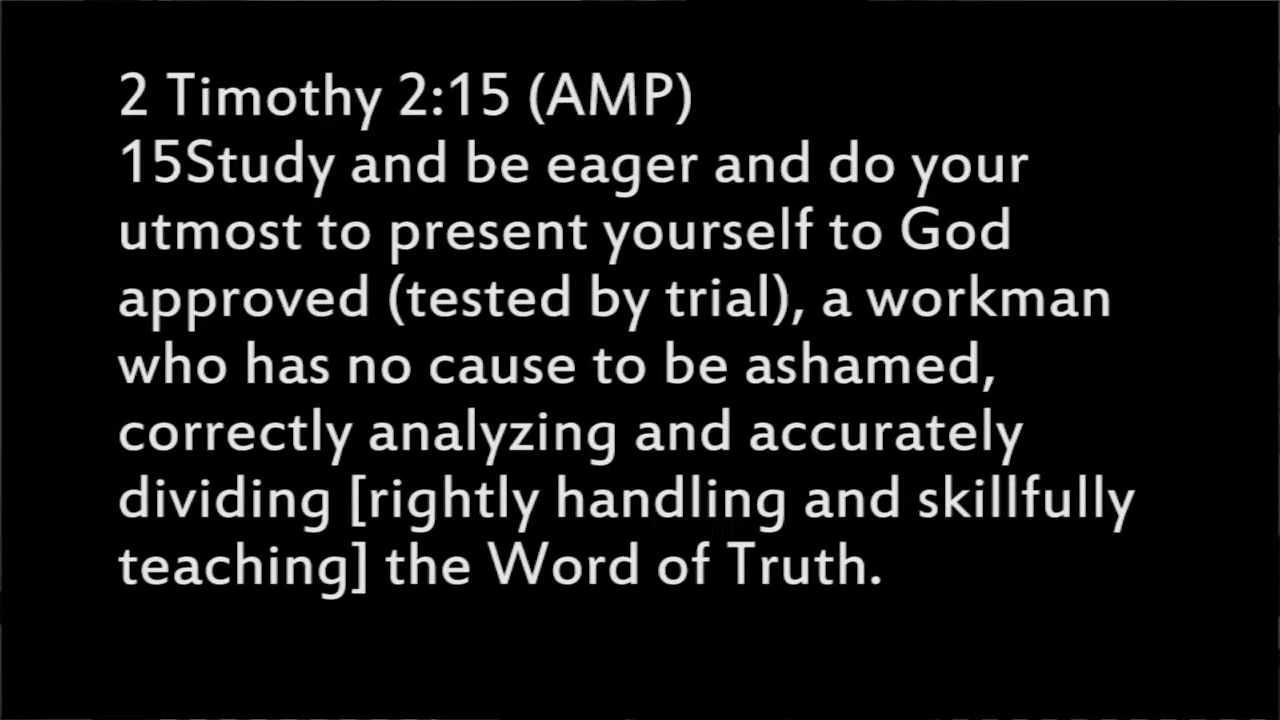 2 Timothy 2:15 (AMP)
15Study and be eager and do your
utmost to present yourself to God
approved (tested by trial), a workman
who has no cause to be ashamed,
correctly analyzing and accurately
dividing [rightly handling and skillfully
teaching] the Word of Truth.